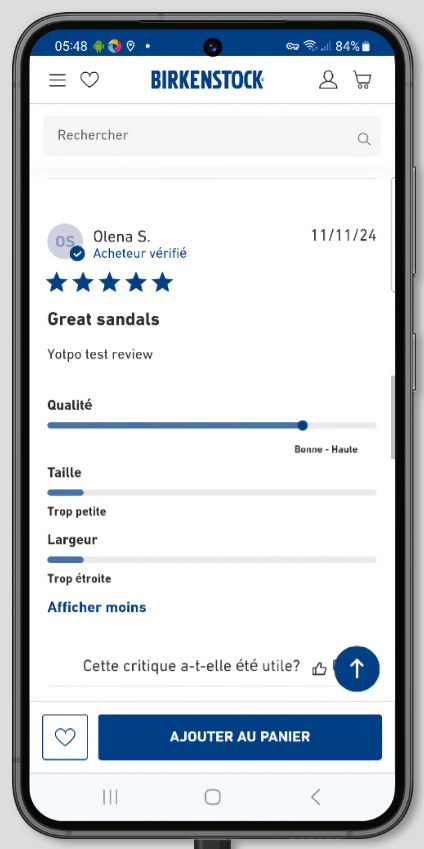 05:48
84%
BIRKENSTOCK
Rechercher
OS
Olena S.
11/11/24
Acheteur vérifié
Great sandals
Yotpo test review
Qualité
Bonne - Haute
Taille
Trop petite
Largeur
Trop étroite
Afficher moins
Cette critique a-t-elle été utile?
AJOUTER AU PANIER